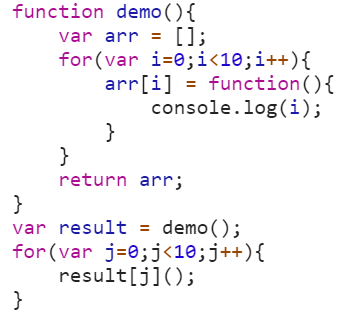 function demo(){
    var arr = [];
    for(var i=0;i<10;i++){
        arr[i] = function(){
            console.log(i);
        }
    }
    return arr;
}
var result = demo();
for(var j=0;j<10;j++){
    result[j]();
}